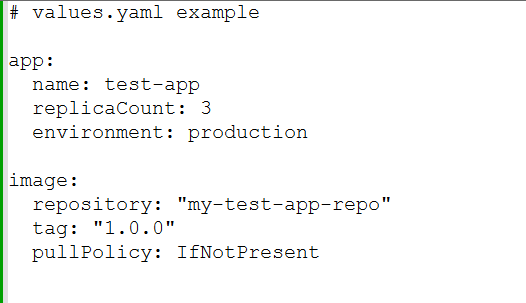 # values.yaml example

app:
  name: test-app
  replicaCount: 3
  environment: production

image:
  repository: "my-test-app-repo"
  tag: "1.0.0"
  pullPolicy: IfNotPresent